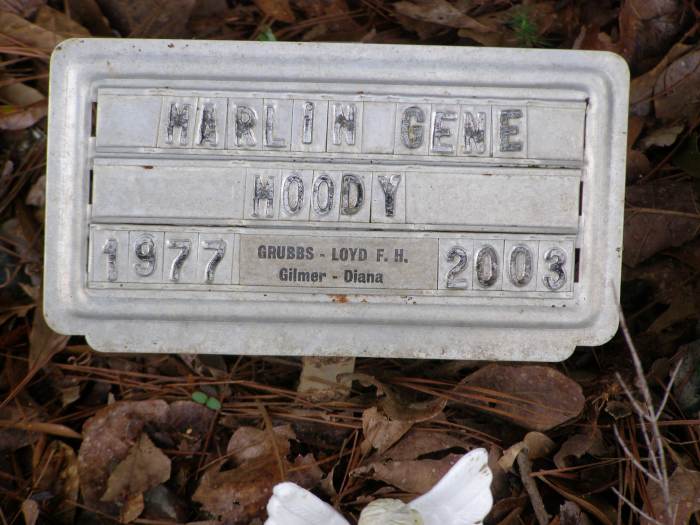 MARLIN GENE
MOODY
1977 GRUBBS - LOYD F. H. 2003
Gilmer - Diana